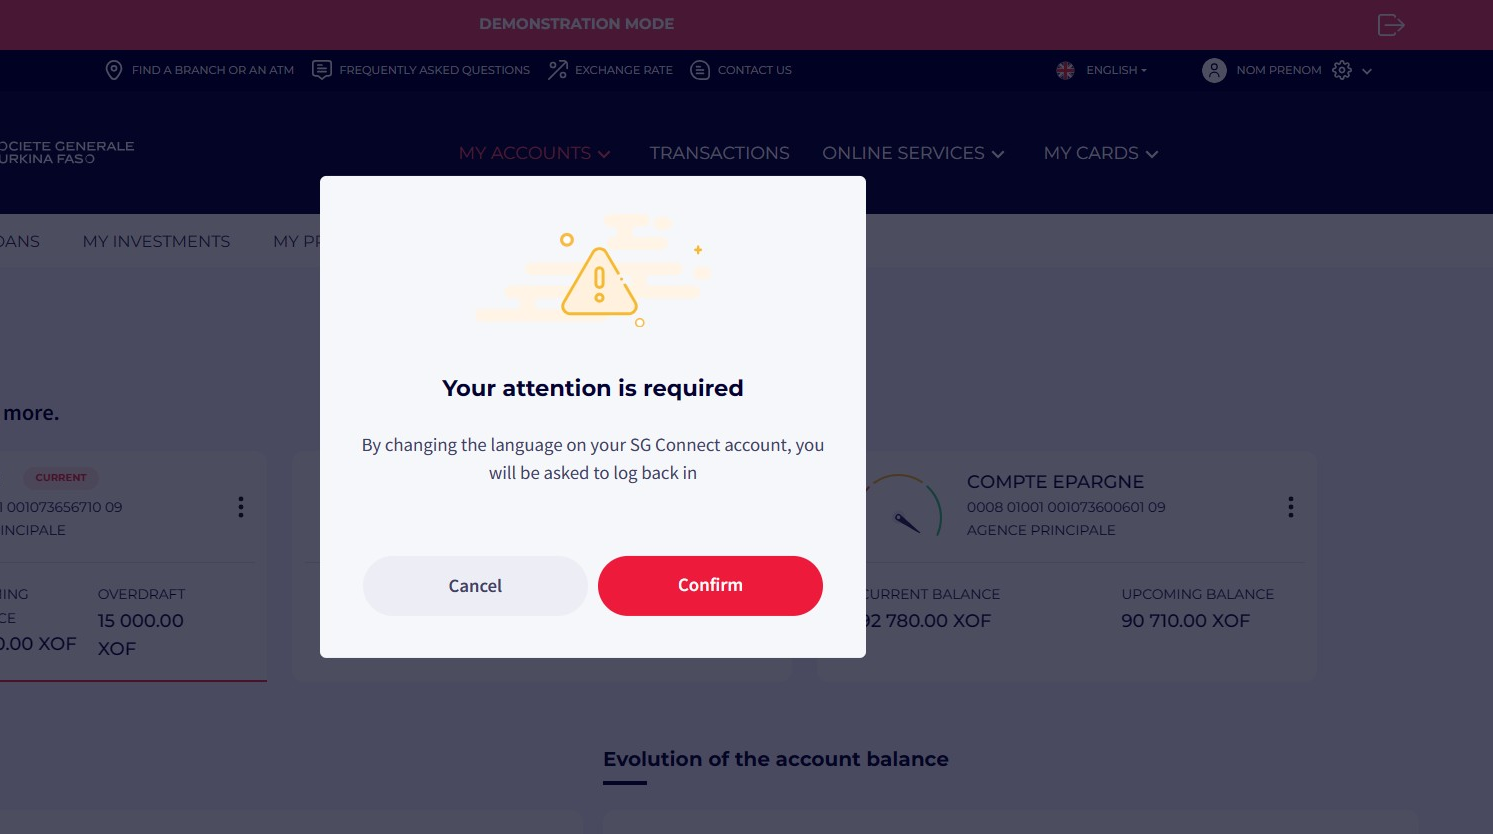 DEMONSTRATION MODE
FIND A BRANCH OR AN ATM FREQUENTLY ASKED QUESTIONS EXCHANGE RATE CONTACT US ENGLISH NOM PRENOM
OCIETE GENERALE
URKINA FASO
MY ACCOUNTS TRANSACTIONS ONLINE SERVICES MY CARDS
OANS MY INVESTMENTS MY PR
Your attention is required
By changing the language on your SG Connect account, you
will be asked to log back in
Cancel Confirm
more.
CURRENT
1 001073656710 09
INCIPALE
ING
CE
0.00 XOF
OVERDRAFT
15 000.00
XOF
COMPTE EPARGNE
0008 01001 001073600601 09
AGENCE PRINCIPALE
CURRENT BALANCE
92 780.00 XOF
UPCOMING BALANCE
90 710.00 XOF
Evolution of the account balance